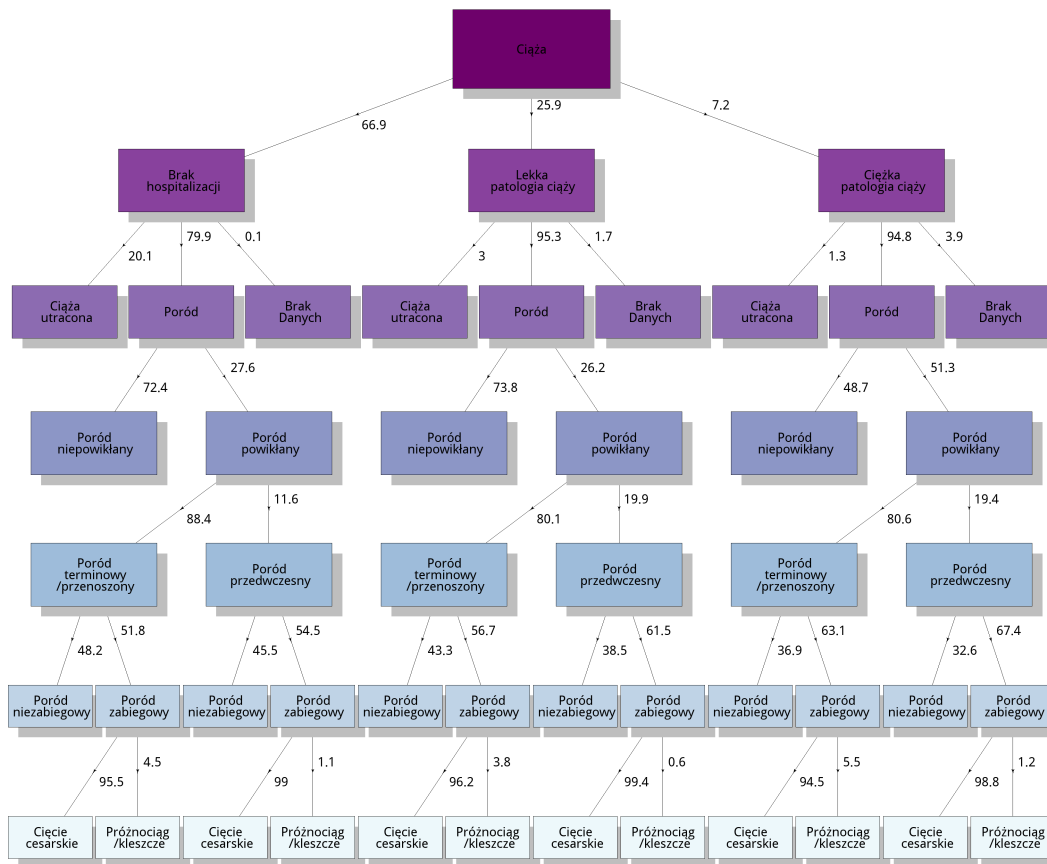 Ciąża
66.9
25.9
7.2
Brak
hospitalizacji
Lekka
patologia ciąży
Ciężka
patologia ciąży
20.1
79.9
0.1
3
95.3
1.7
1.3
94.8
3.9
Ciąża
utracona
Poród
Brak
Danych
Ciąża
utracona
Poród
Brak
Danych
Ciąża
utracona
Poród
Brak
Danych
72.4
27.6
73.8
26.2
48.7
51.3
Poród
niepowikłany
Poród
powikłany
Poród
niepowikłany
Poród
powikłany
Poród
niepowikłany
Poród
powikłany
88.4
11.6
80.1
19.9
80.6
19.4
Poród
terminowy
/przenoszony
Poród
przedwczesny
Poród
terminowy
/przenoszony
Poród
przedwczesny
Poród
terminowy
/przenoszony
Poród
przedwczesny
48.2
51.8
45.5
54.5
43.3
56.7
38.5
61.5
36.9
63.1
32.6
67.4
Poród
niezabiegowy
Poród
zabiegowy
Poród
niezabiegowy
Poród
zabiegowy
Poród
niezabiegowy
Poród
zabiegowy
Poród
niezabiegowy
Poród
zabiegowy
Poród
niezabiegowy
Poród
zabiegowy
Poród
niezabiegowy
Poród
zabiegowy
95.5
4.5
99
1.1
96.2
3.8
99.4
0.6
94.5
5.5
98.8
1.2
Cięcie
cesarskie
Próżnociąg
/kleszcze
Cięcie
cesarskie
Próżnociąg
/kleszcze
Cięcie
cesarskie
Próżnociąg
/kleszcze
Cięcie
cesarskie
Próżnociąg
/kleszcze
Cięcie
cesarskie
Próżnociąg
/kleszcze
Cięcie
cesarskie
Próżnociąg
/kleszcze